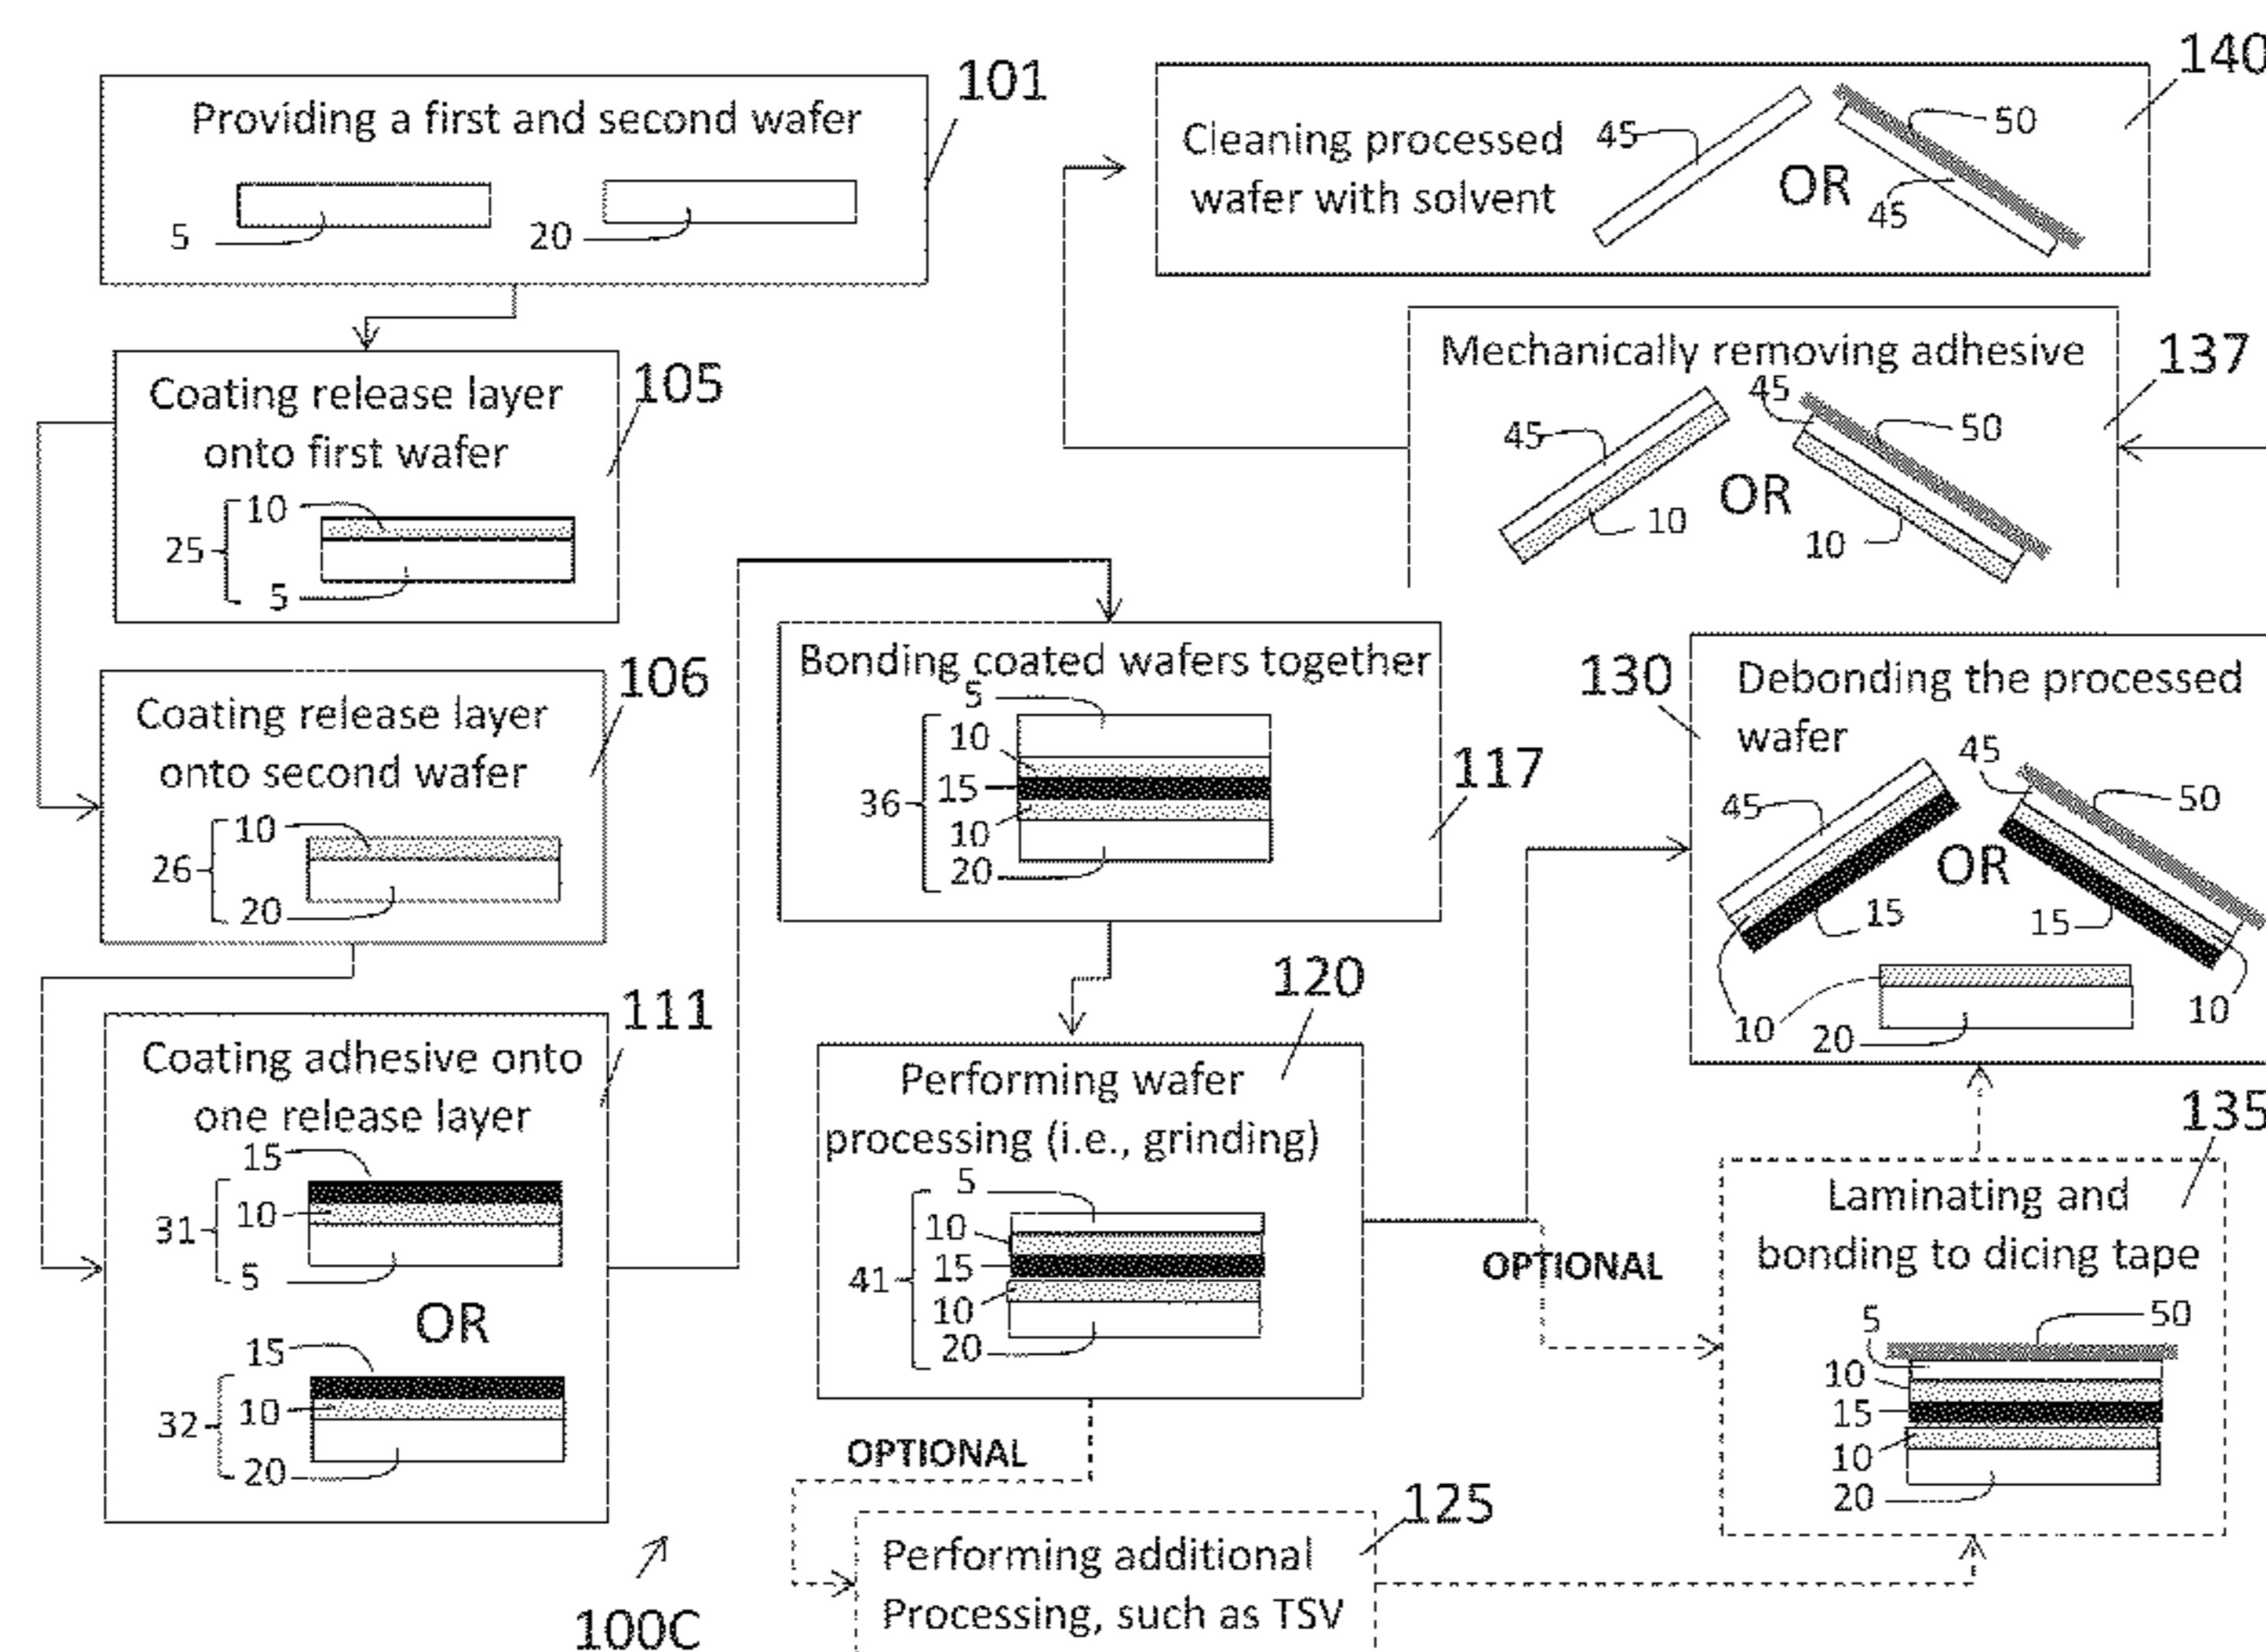 101
Providing a first and second wafer
5
20
105
Coating release layer
onto first wafer
10
25
5
106
Coating release layer
onto second wafer
10
26
20
111
Coating adhesive onto
one release layer
15
31
10
5
OR
15
32
10
20
100C
Bonding coated wafers together
5
10
15
36
10
20
117
120
Performing wafer
processing (i.e., grinding)
5
10
15
41
10
20
OPTIONAL
OPTIONAL
125
Performing additional
Processing, such as TSV
135
Laminating and
bonding to dicing tape
5
50
10
15
10
20
130
Debonding the processed
wafer
45
45
50
OR
15
15
10
10
20
137
Mechanically removing adhesive
45
45
50
OR
10
10
140
Cleaning processed
wafer with solvent
45
50
OR
45